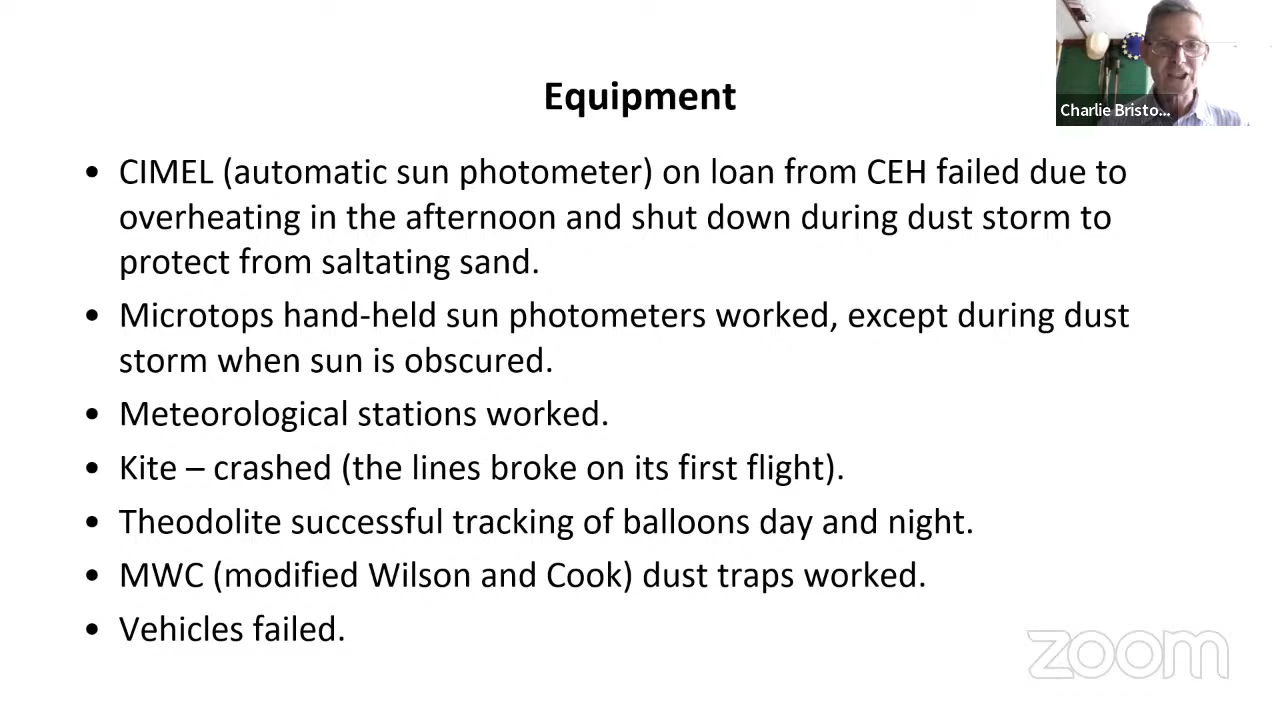 Charlie Bristo...
Equipment
• CIMEL (automatic sun photometer) on loan from CEH failed due to
overheating in the afternoon and shut down during dust storm to
protect from saltating sand.
• Microtops hand-held sun photometers worked, except during dust
storm when sun is obscured.
• Meteorological stations worked.
• Kite – crashed (the lines broke on its first flight).
• Theodolite successful tracking of balloons day and night.
• MWC (modified Wilson and Cook) dust traps worked.
• Vehicles failed.
zoom